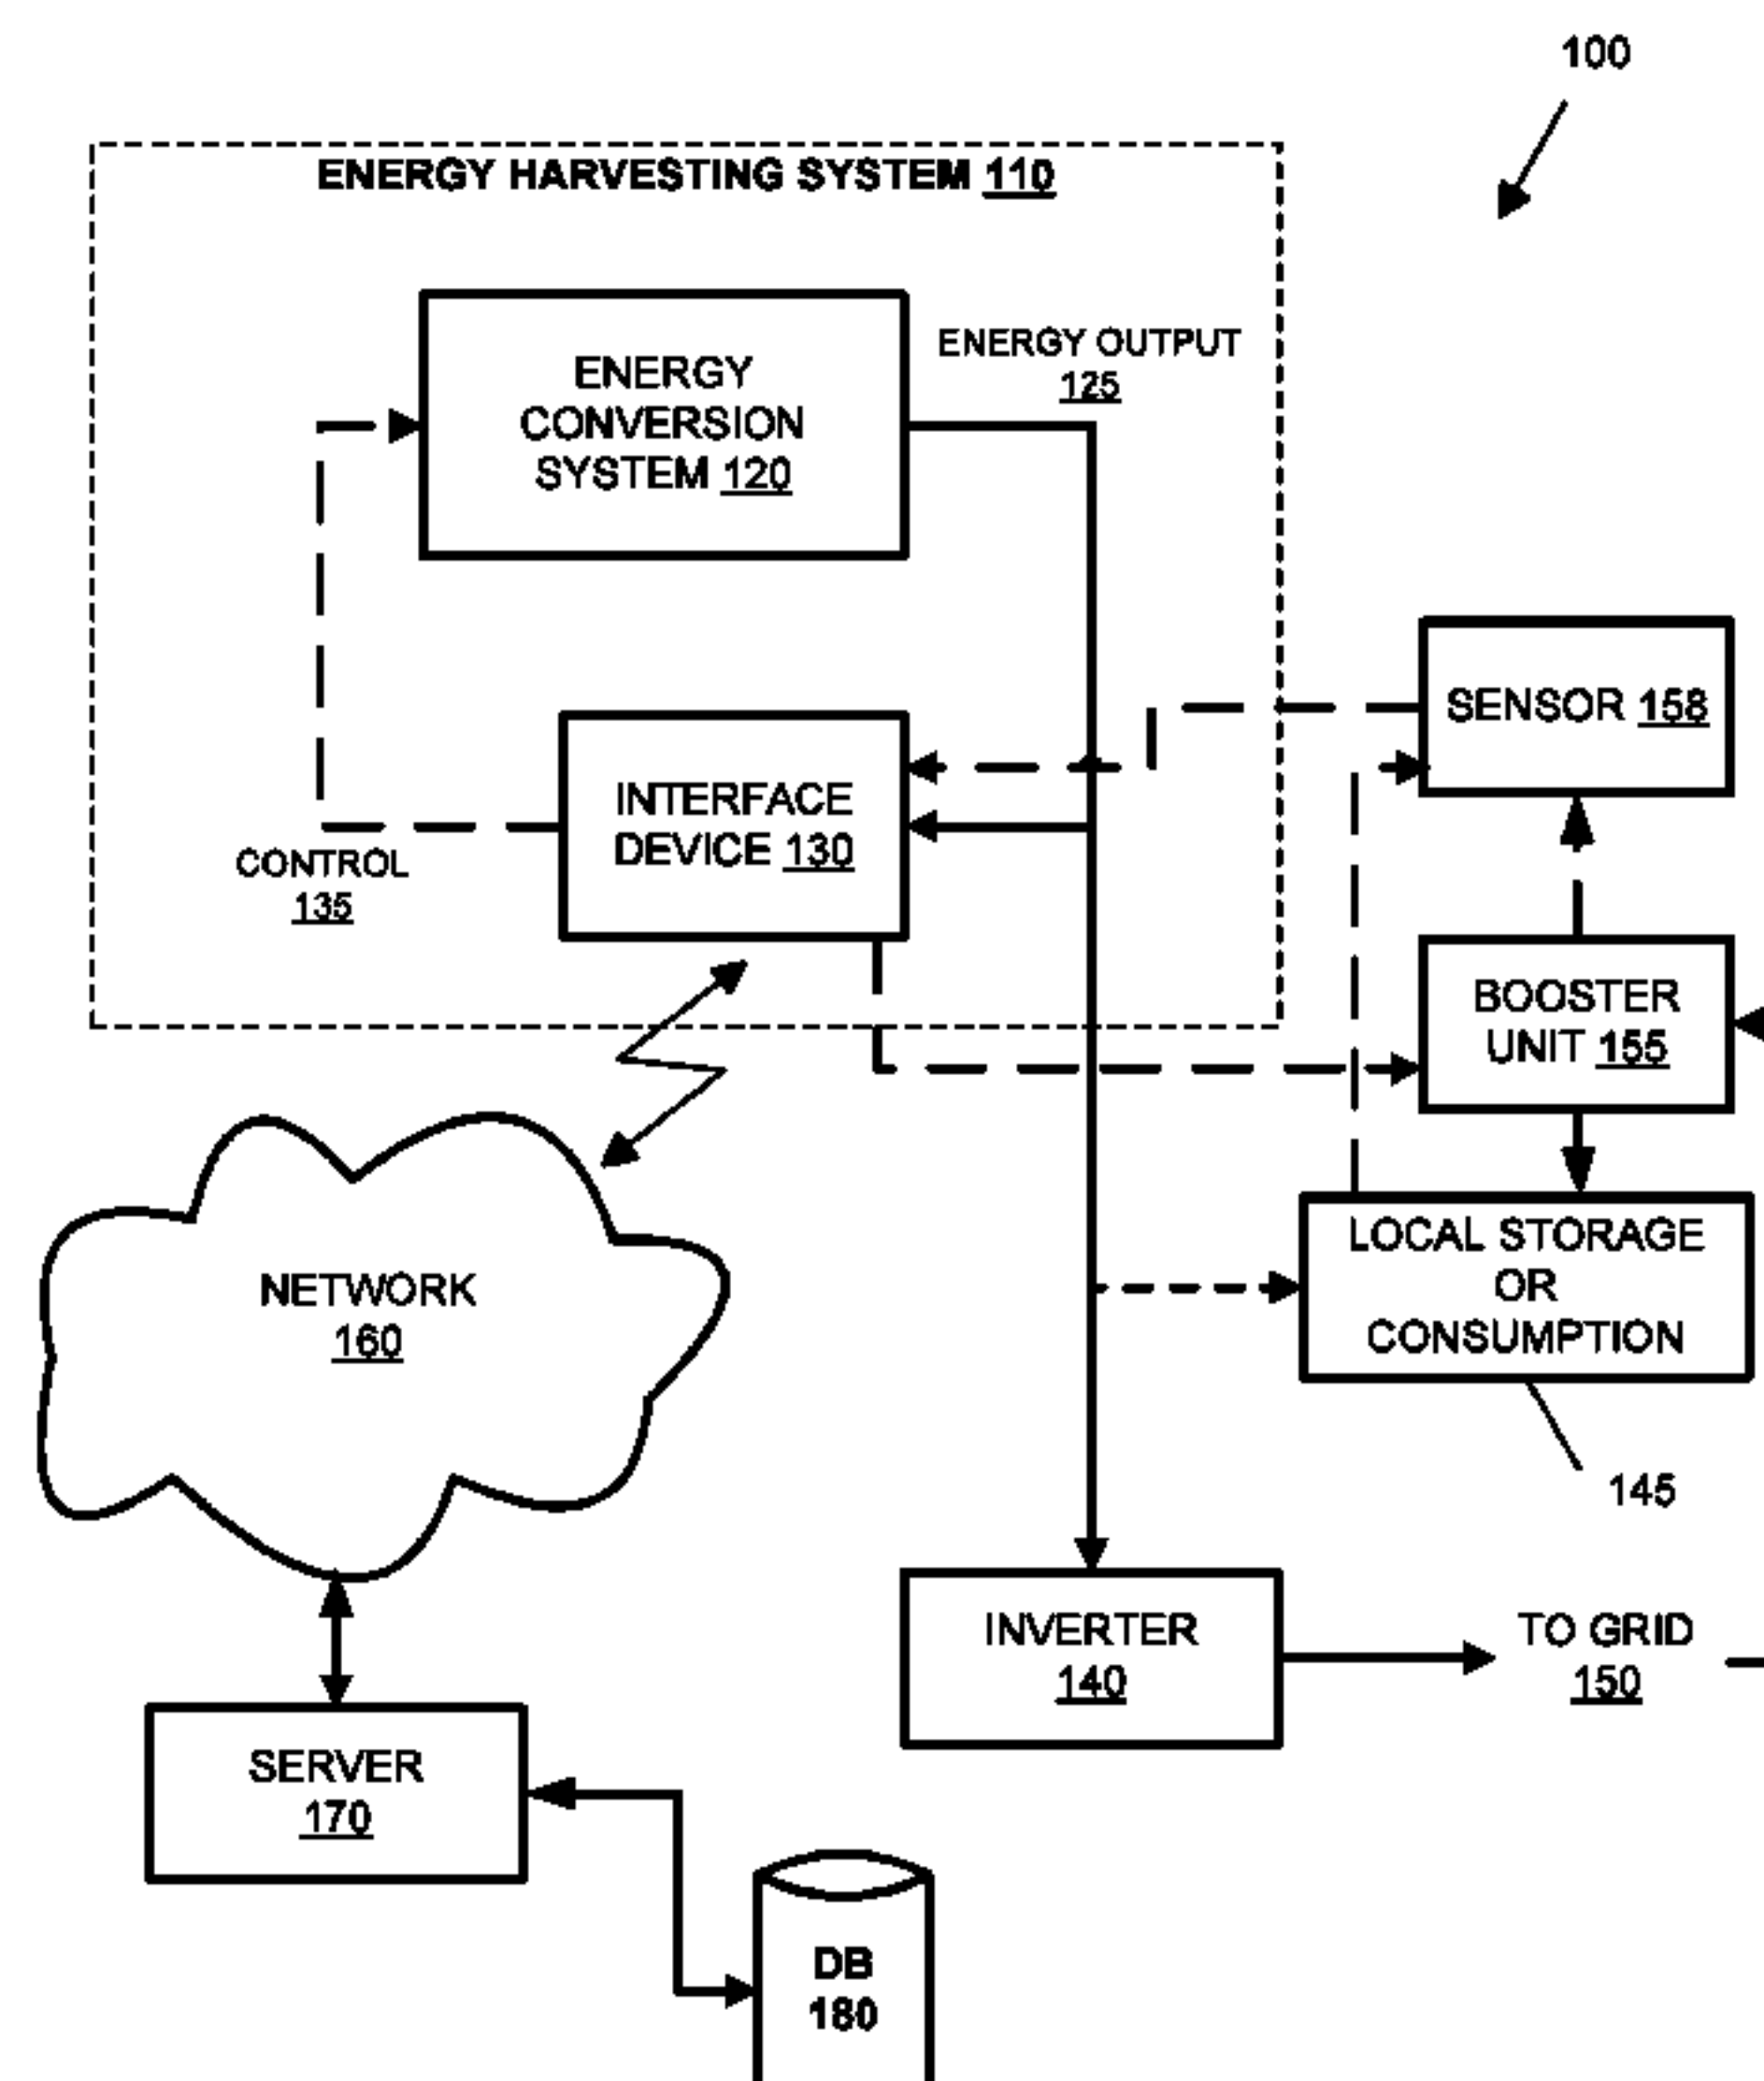 100
ENERGY HARVESTING SYSTEM 110
ENERGY
CONVERSION
SYSTEM 120
ENERGY OUTPUT
125
SENSOR 158
INTERFACE
DEVICE 130
CONTROL
135
BOOSTER
UNIT 155
LOCAL STORAGE
OR
CONSUMPTION
145
NETWORK
160
INVERTER
140
TO GRID
150
SERVER
170
DB
180